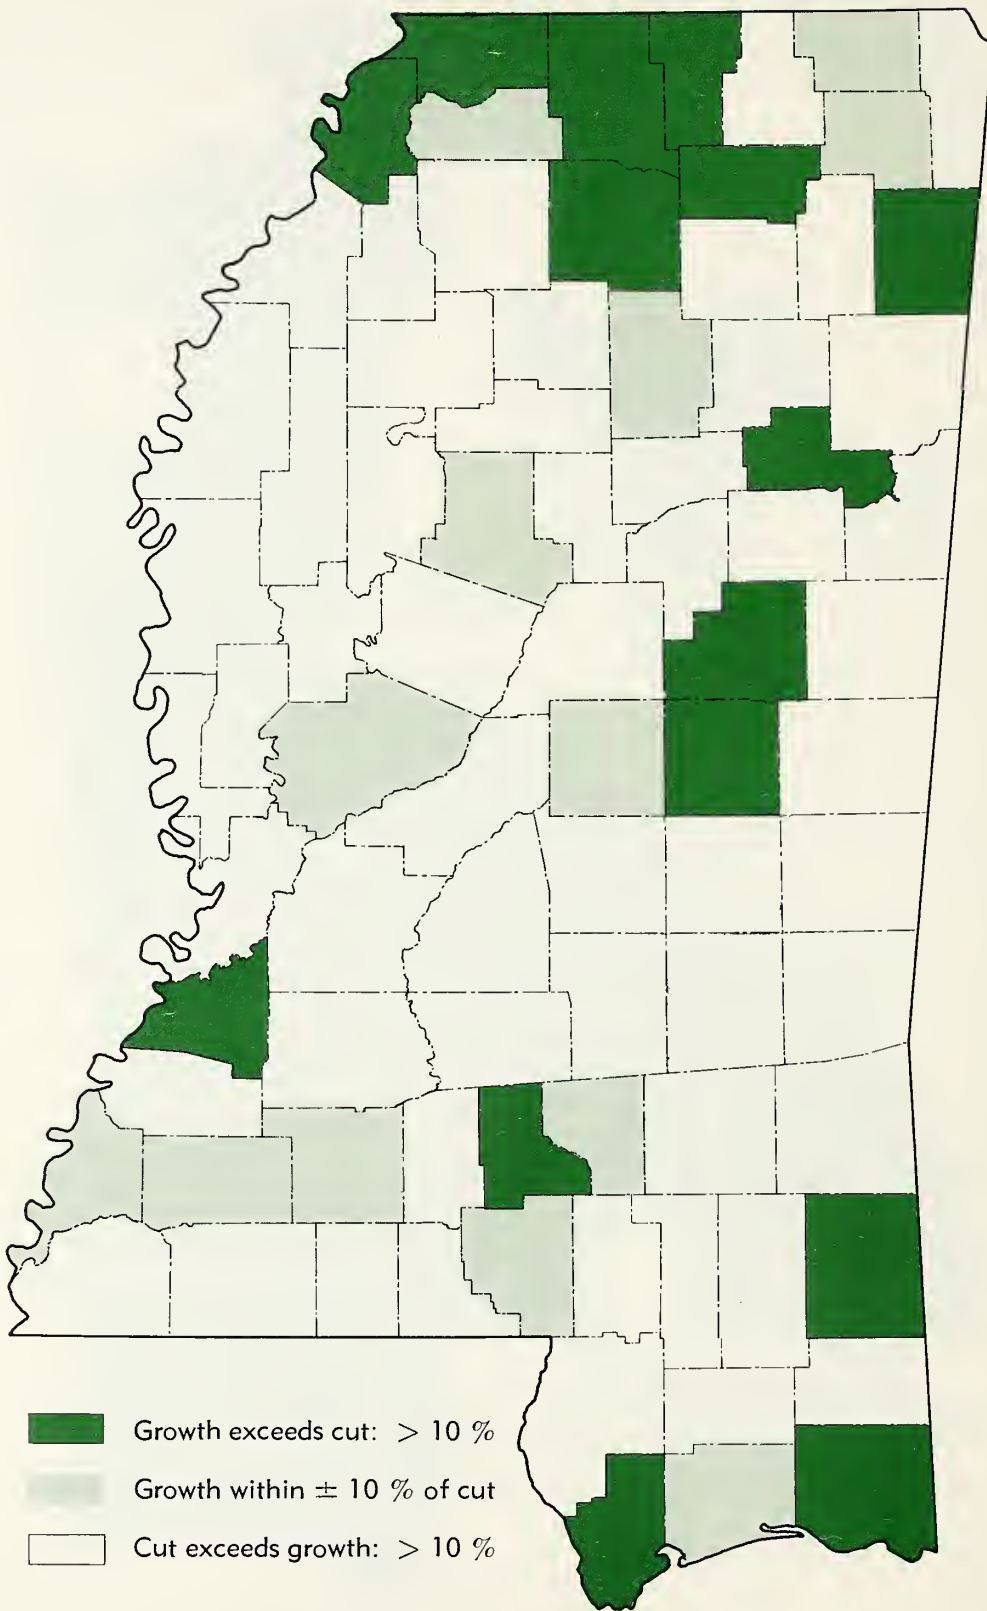 Growth exceeds cut: > 10 %
Growth within ± 10 % of cut
Cut exceeds growth: > 10 %